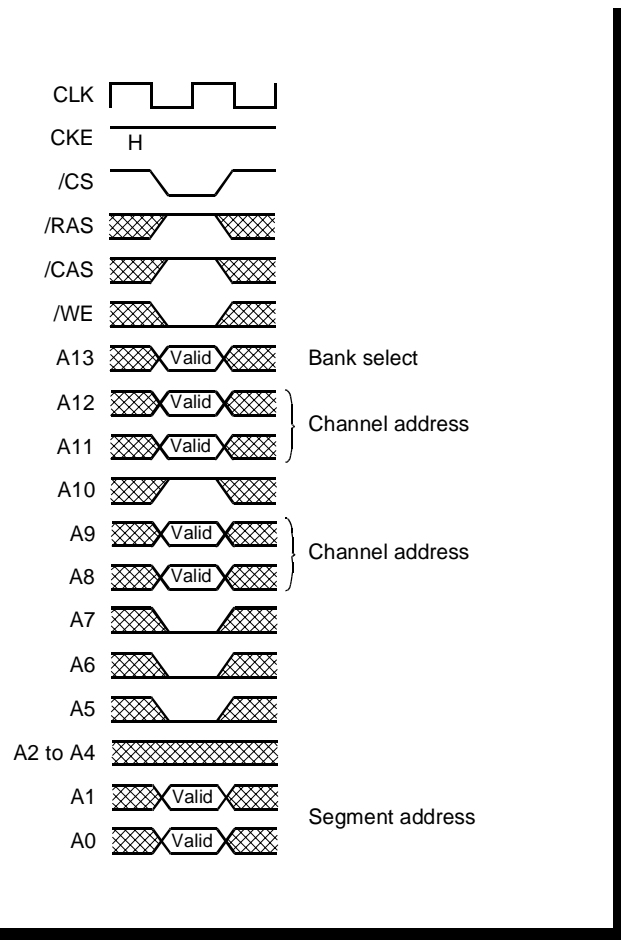 CLK
CKE H
/CS
/RAS
/CAS
/WE
A13 Valid Bank select
A12 Valid
Channel address
A11 Valid
A10
A9 Valid
Channel address
A8 Valid
A7
A6
A5
A2 to A4
A1 Valid
Segment address
A0 Valid